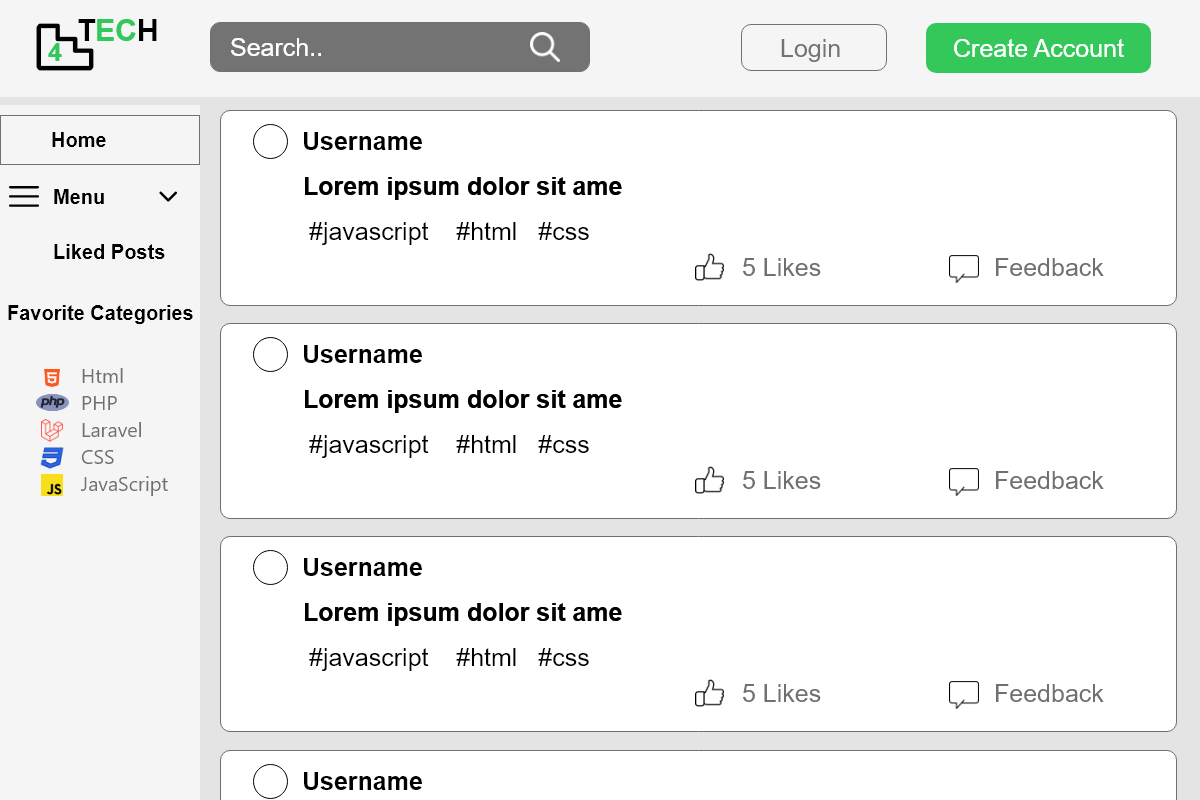 4 TECH
Search..
Login
Create Account
Home
Menu
Liked Posts
Favorite Categories
Html
php PHP
Laravel
CSS
JS JavaScript
Username
Lorem ipsum dolor sit ame
#javascript #html #css
5 Likes Feedback
Username
Lorem ipsum dolor sit ame
#javascript #html #css
5 Likes Feedback
Username
Lorem ipsum dolor sit ame
#javascript #html #css
5 Likes Feedback
Username